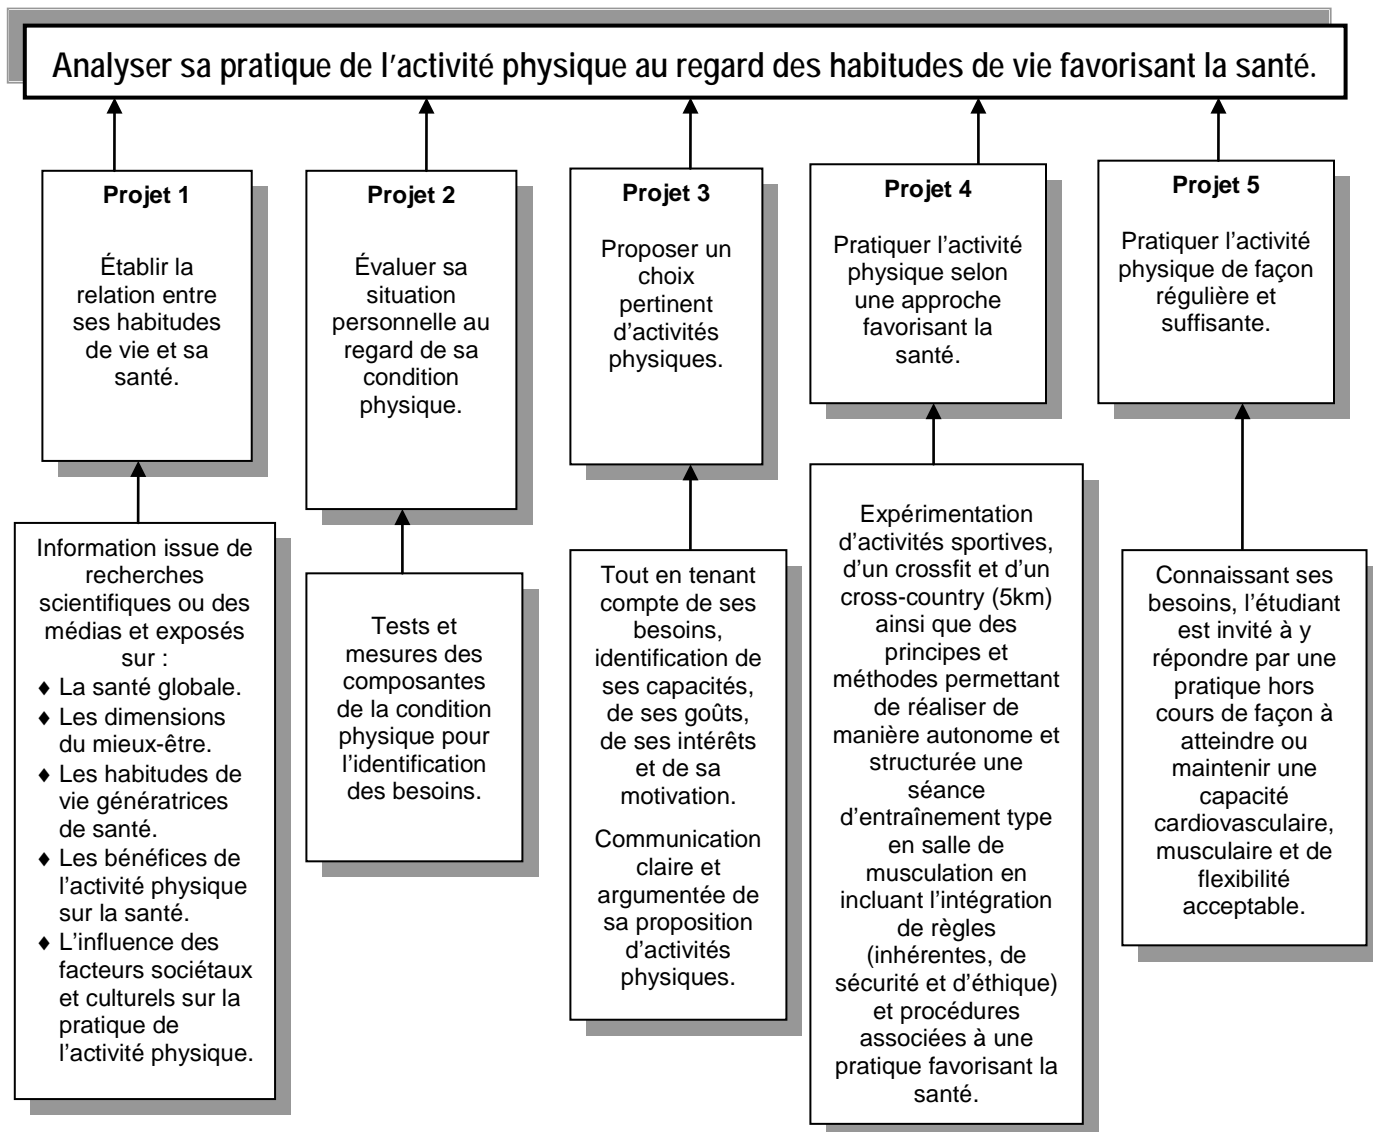 Analyser sa pratique de l'activité physique au regard des habitudes de vie favorisant la santé.
Projet 1
Établir la
relation entre
ses habitudes
de vie et sa
santé.
Information issue de
recherches
scientifiques ou des
médias et exposés
sur :
♦ La santé globale.
♦ Les dimensions
du mieux-être.
♦ Les habitudes de
vie génératrices
de santé.
♦ Les bénéfices de
l'activité physique
sur la santé.
♦ L'influence des
facteurs sociétaux
et culturels sur la
pratique de
l'activité physique.
Projet 2
Évaluer sa
situation
personnelle au
regard de sa
condition
physique.
Tests et
mesures des
composantes
de la condition
physique pour
l'identification
des besoins.
Projet 3
Proposer un
choix
pertinent
d'activités
physiques.
Tout en tenant
compte de ses
besoins,
identification de
ses capacités,
de ses goûts,
de ses intérêts
et de sa
motivation.
Communication
claire et
argumentée de
sa proposition
d'activités
physiques.
Projet 4
Pratiquer l'activité
physique selon
une approche
favorisant la
santé.
Expérimentation
d'activités sportives,
d'un crossfit et d'un
cross-country (5km)
ainsi que des
principes et
méthodes permettant
de réaliser de
manière autonome et
structurée une
séance
d'entraînement type
en salle de
musculation en
incluant l'intégration
de règles
(inhérentes, de
sécurité et d'éthique)
et procédures
associées à une
pratique favorisant la
santé.
Projet 5
Pratiquer l'activité
physique de façon
régulière et
suffisante.
Connaissant ses
besoins, l'étudiant
est invité à y
répondre par une
pratique hors
cours de façon à
atteindre ou
maintenir une
capacité
cardiovasculaire,
musculaire et de
flexibilité
acceptable.